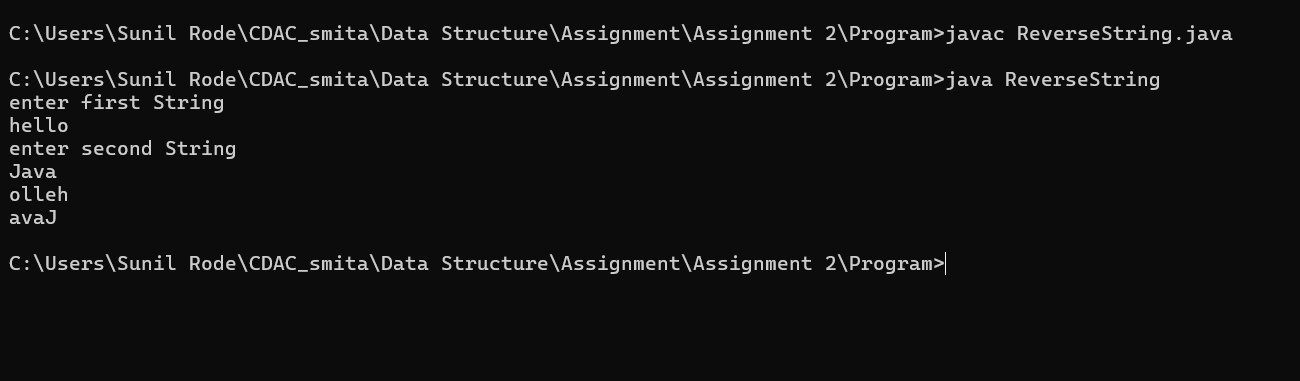 C:\Users\Sunil Rode\CDAC_smita\Data Structure\Assignment\Assignment 2\Program>javac ReverseString.java
C:\Users\Sunil Rode\CDAC_smita\Data Structure\Assignment\Assignment 2\Program>java ReverseString
enter first String
hello
enter second String
Java
olleh
avaJ
C:\Users\Sunil Rode\CDAC_smita\Data Structure\Assignment\Assignment 2\Program>